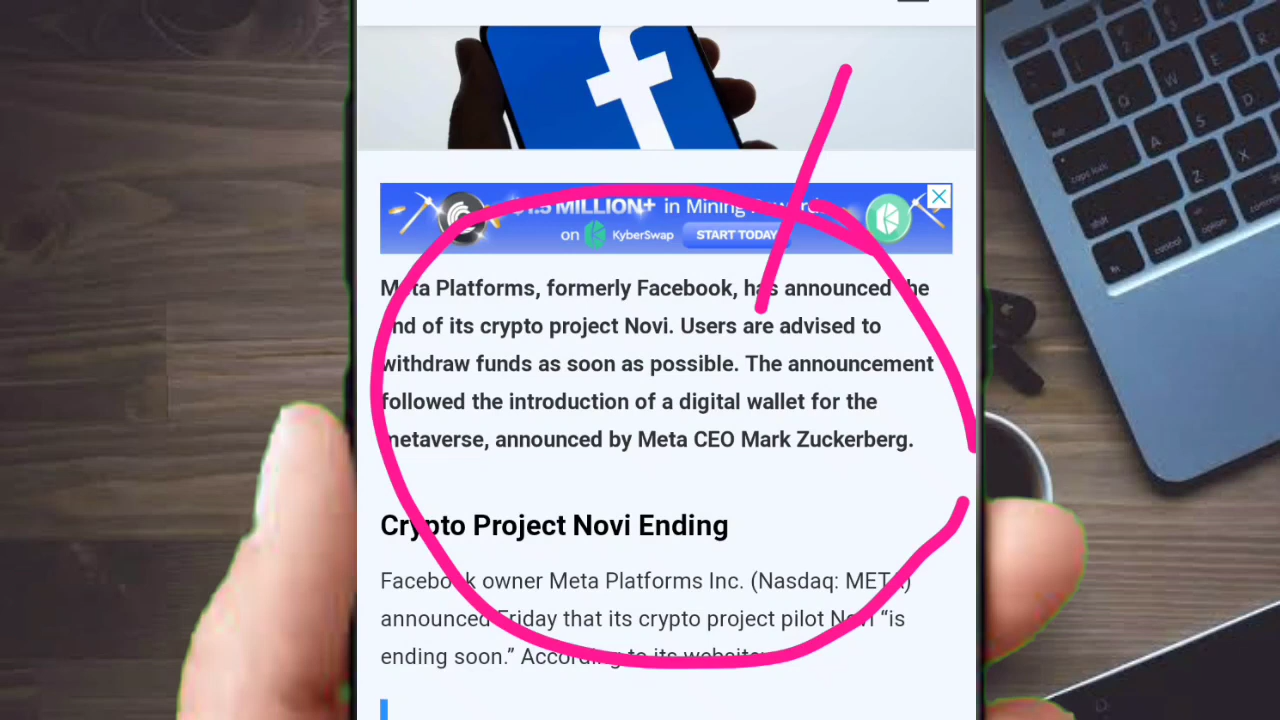 $1.5 MILLION+ in Mining Rewards
on KyberSwap START TODAY
Meta Platforms, formerly Facebook, has announced the
end of its crypto project Novi. Users are advised to
withdraw funds as soon as possible. The announcement
followed the introduction of a digital wallet for the
metaverse, announced by Meta CEO Mark Zuckerberg.
Crypto Project Novi Ending
Facebook owner Meta Platforms Inc. (Nasdaq: META)
announced Friday that its crypto project pilot Novi “is
ending soon.” According to its website,